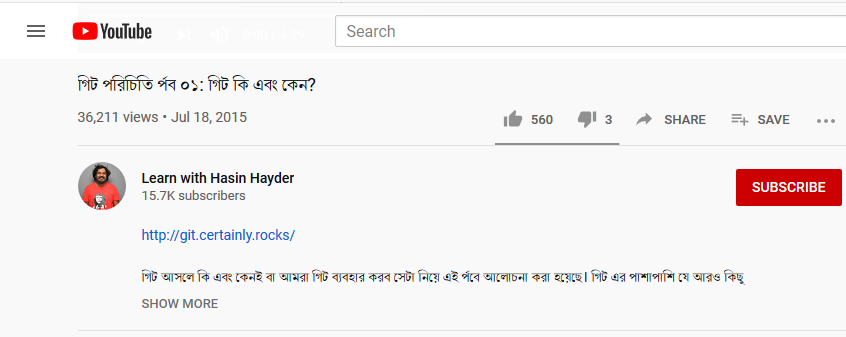 YouTube
Search
গিট পরিচিতি র্পব ০১: গিট কি এবং কেন?
36,211 views • Jul 18, 2015
560 3 SHARE SAVE
Learn with Hasin Hayder
15.7K subscribers
SUBSCRIBE
http://git.certainly.rocks/
গিট আসলে কি এবং কেনই বা আমরা গিট ব্যবহার করব সেটা নিয়ে এই র্পবে আলোচনা করা হয়েছে। গিট এর পাশাপাশি যে আরও কিছু
SHOW MORE